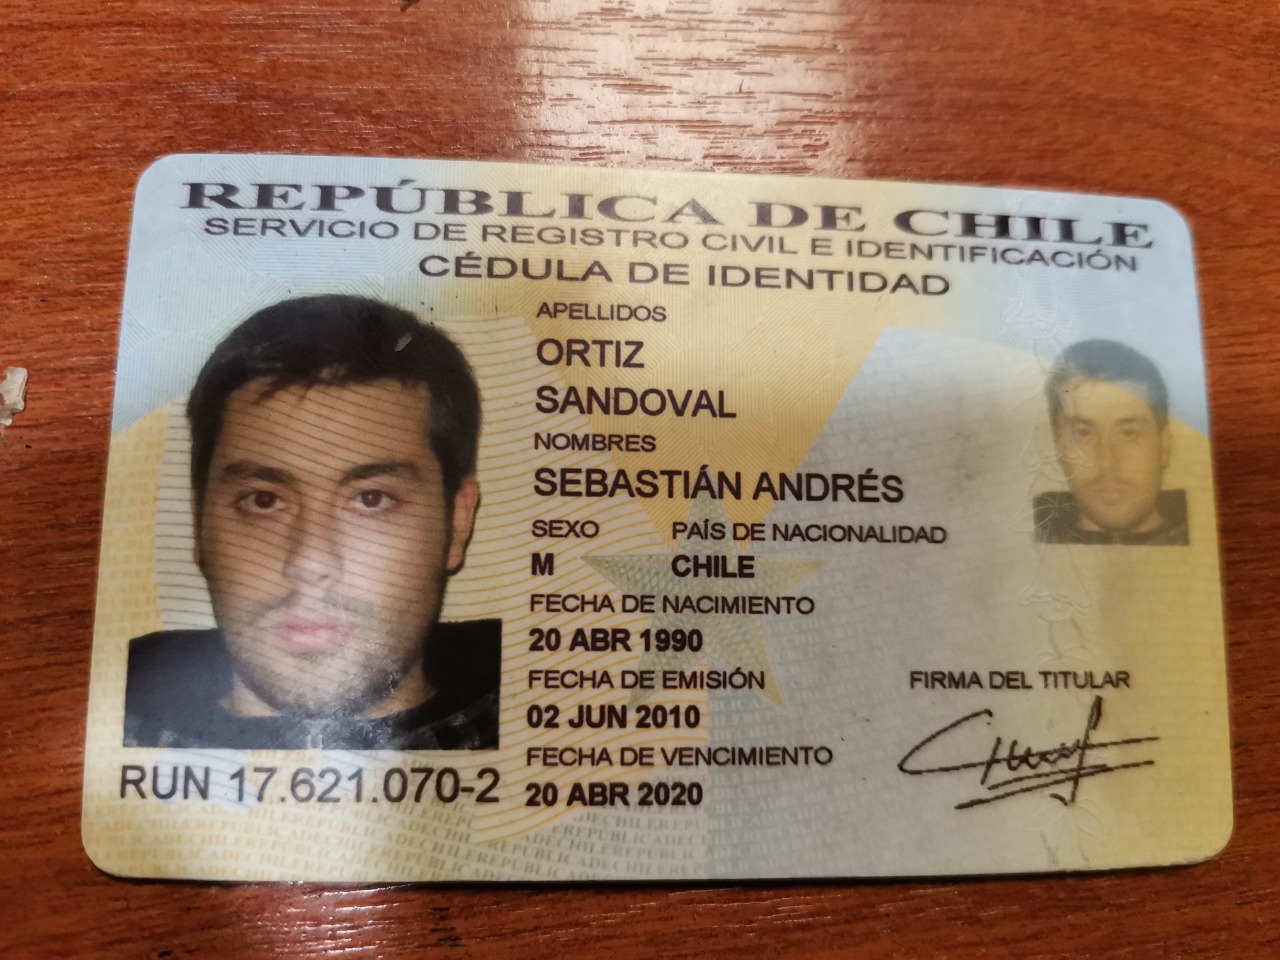 REPÚBLICA DE CHILE
SERVICIO DE REGISTRO CIVIL E IDENTIFICACIÓN
CÉDULA DE IDENTIDAD
APELLIDOS
ORTIZ
SANDOVAL
NOMBRES
SEBASTIÁN ANDRÉS
SEXO PAÍS DE NACIONALIDAD
M CHILE
FECHA DE NACIMIENTO
20 ABR 1990
FECHA DE EMISIÓN
02 JUN 2010
FECHA DE VENCIMIENTO
20 ABR 2020
FIRMA DEL TITULAR
RUN 17.621.070-2